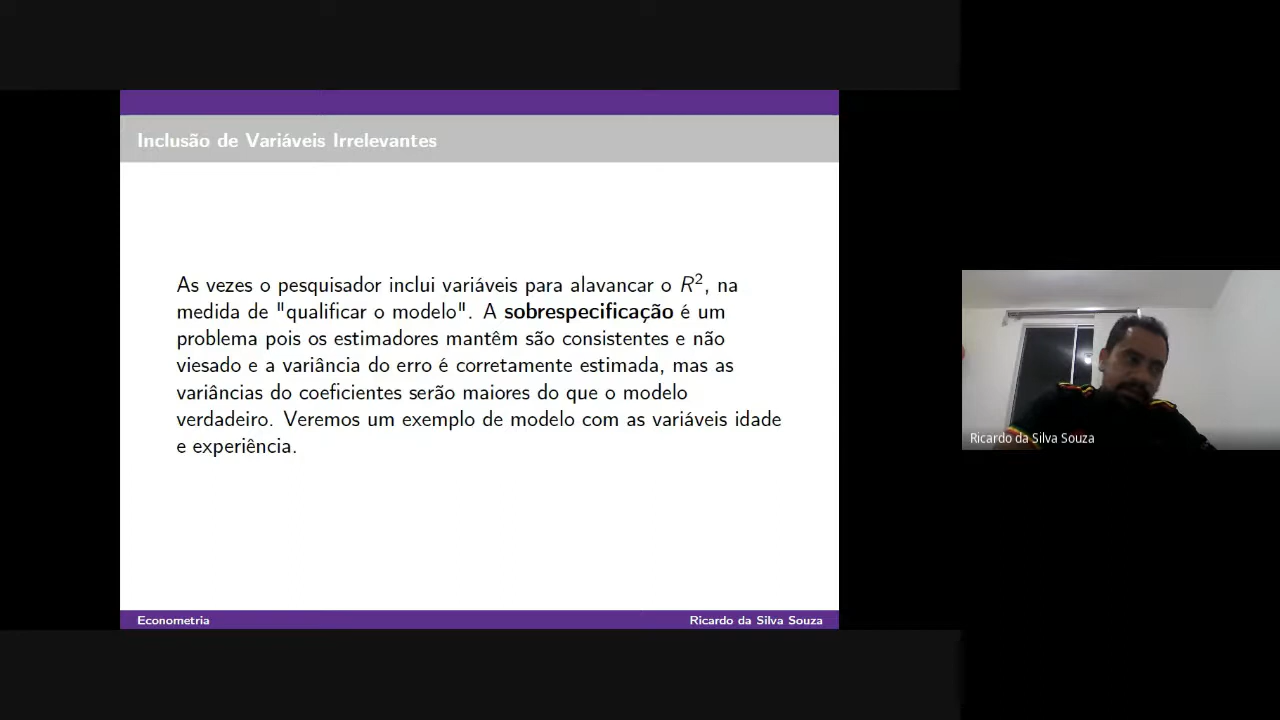 Inclusão de Variáveis Irrelevantes
As vezes o pesquisador inclui variáveis para alavancar o R², na
medida de "qualificar o modelo". A sobrespecificação é um
problema pois os estimadores mantêm são consistentes e não
viesado e a variância do erro é corretamente estimada, mas as
variâncias do coeficientes serão maiores do que o modelo
verdadeiro. Veremos um exemplo de modelo com as variáveis idade
e experiência.
Econometria
Ricardo da Silva Souza
Ricardo da Silva Souza